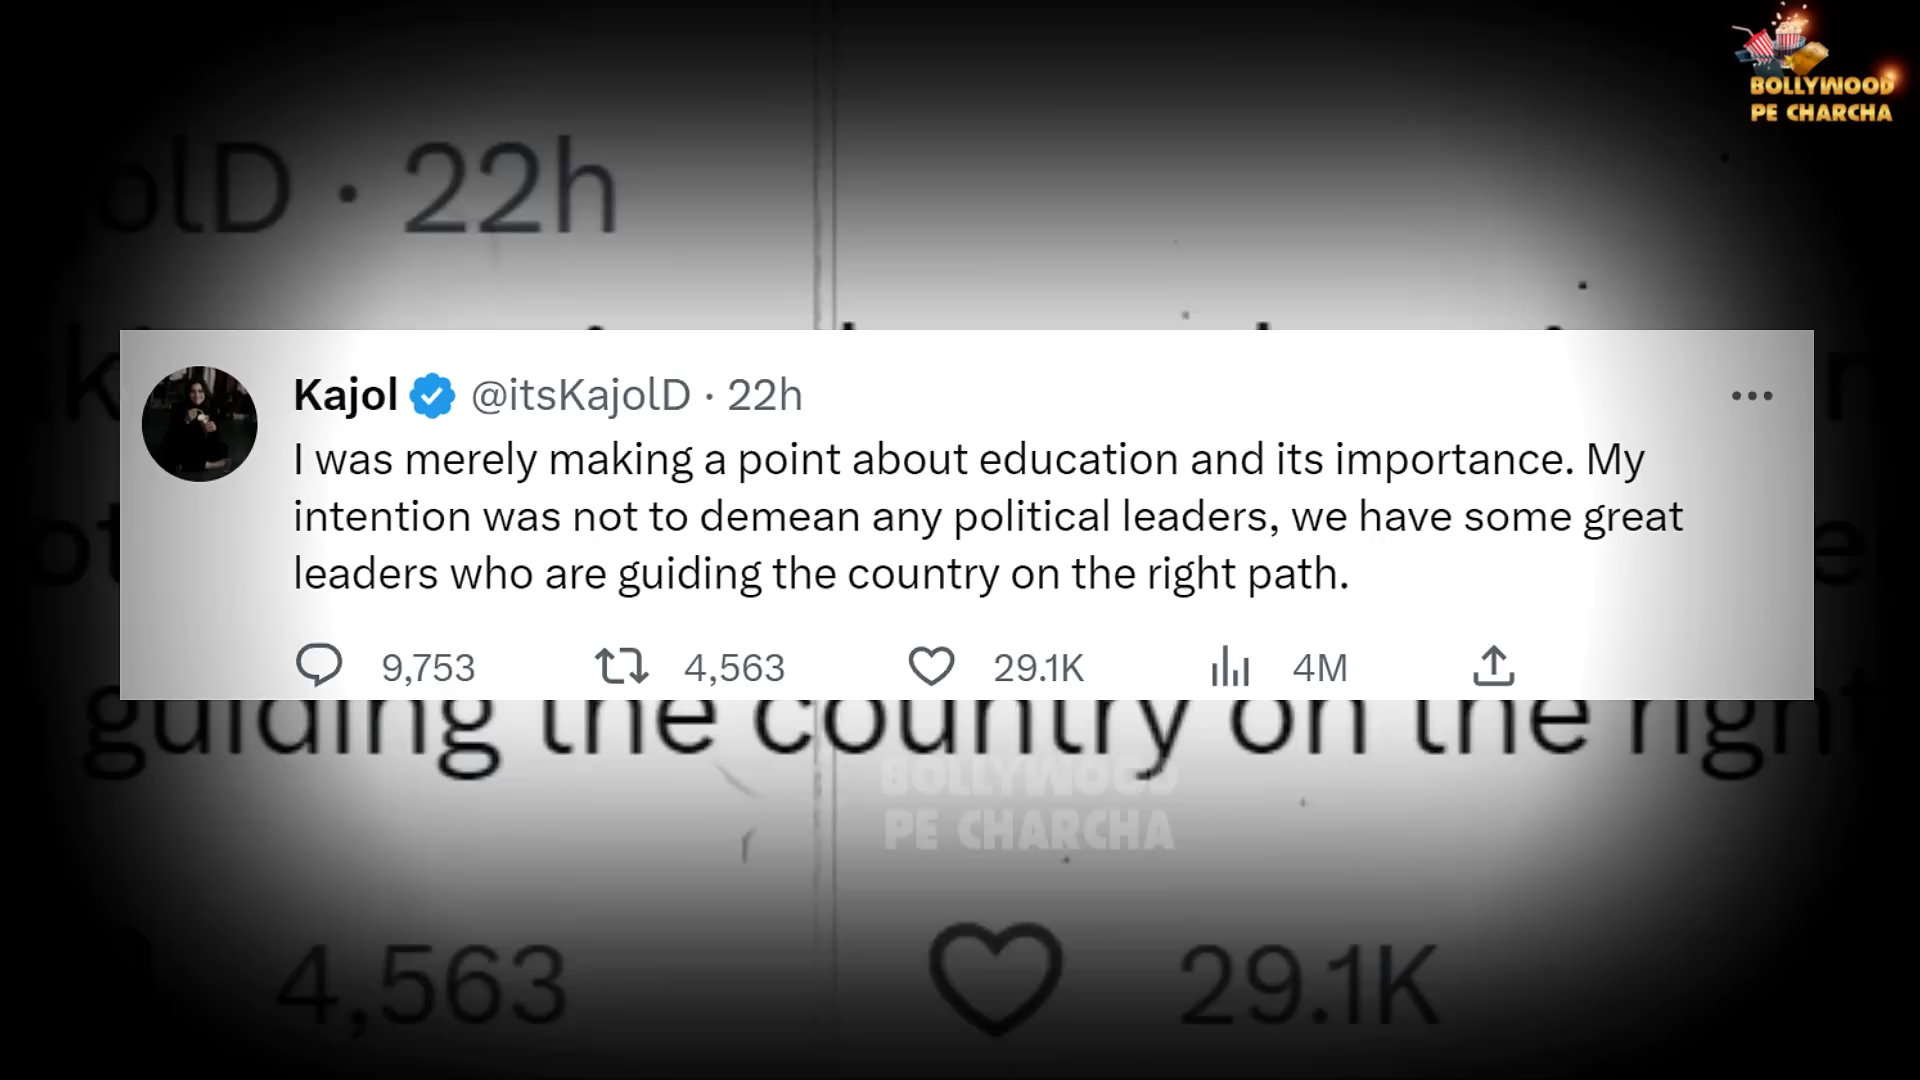 BOLLYWOOD
PE CHARCHA
olD · 22h
Kajol @itsKajolD · 22h
I was merely making a point about education and its importance. My
intention was not to demean any political leaders, we have some great
leaders who are guiding the country on the right path.
9,753 4,563 29.1K 4M
guiding the country on the right
BOLLYWOOD
PE CHARCHA
4,563 29.1K